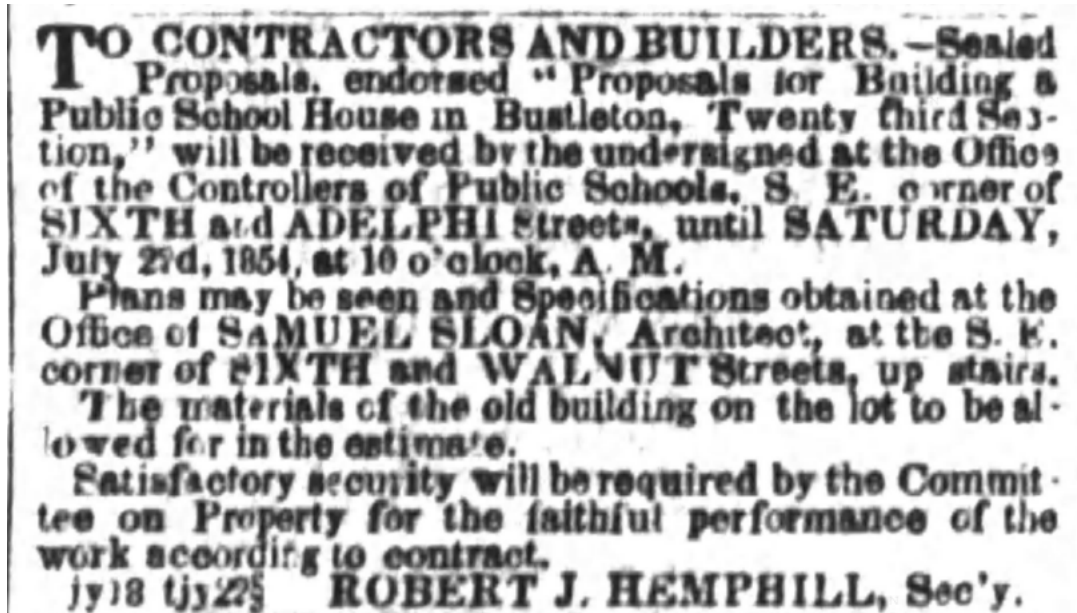 TO CONTRACTORS AND BUILDERS.—Sealed
Proposals, endorsed "Proposals for Building a
Public School House in Bustleton, Twenty third Sec-
tion," will be received by the undersigned at the Office
of the Controllers of Public Schools, S. E. corner of
SIXTH and ADELPHI Streets, until SATURDAY,
July 22d, 1854, at 10 o'clock, A. M.
Plans may be seen and Specifications obtained at the
Office of SAMUEL SLOAN, Architect, at the S. E.
corner of SIXTH and WALNUT Streets, up stairs.
The materials of the old building on the lot to be al-
lowed for in the estimate.
Satisfactory security will be required by the Commit-
tee on Property for the faithful performance of the
work according to contract.
jy18 tjy22§ ROBERT J. HEMPHILL, Sec'y.